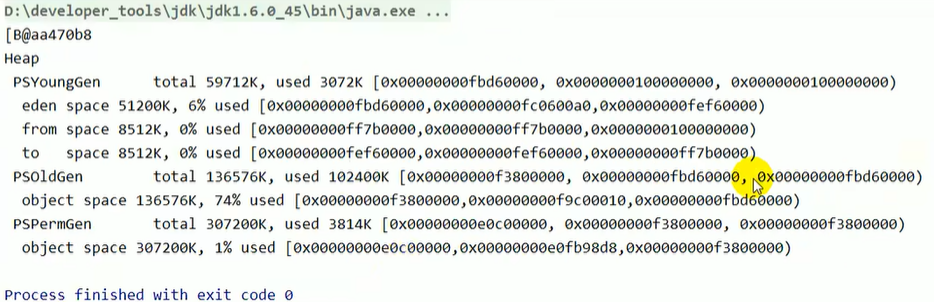 D:\developer_tools\jdk\jdk1.6.0_45\bin\java.exe ...
[B@aa470b8
Heap
PSYoungGen total 59712K, used 3072K [0x00000000fbd60000, 0x0000000100000000, 0x0000000100000000)
eden space 51200K, 6% used [0x00000000fbd60000,0x00000000fc0600a0,0x00000000fef60000)
from space 8512K, 0% used [0x00000000ff7b0000,0x00000000ff7b0000,0x0000000100000000)
to space 8512K, 0% used [0x00000000fef60000,0x00000000fef60000,0x00000000ff7b0000)
PSOldGen total 136576K, used 102400K [0x00000000f3800000, 0x00000000fbd60000, 0x00000000fbd60000)
object space 136576K, 74% used [0x00000000f3800000,0x00000000f9c00010,0x00000000fbd60000)
PSPermGen total 307200K, used 3814K [0x00000000e0c00000, 0x00000000f3800000, 0x00000000f3800000)
object space 307200K, 1% used [0x00000000e0c00000,0x00000000e0fb98d8,0x00000000f3800000)
Process finished with exit code 0